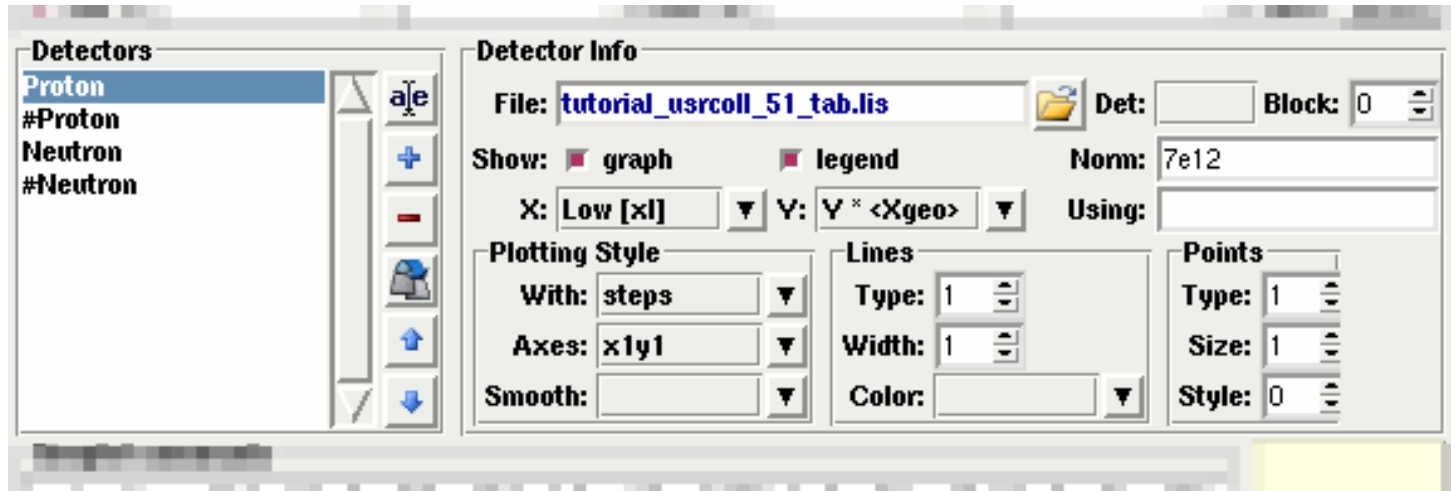 Detectors
Proton
#Proton
Neutron
#Neutron
Detector Info
File: tutorial_usrcoll_51_tab.lis Det: Block: 0
Show: graph legend Norm: 7e12
X: Low [xl] Y: Y * <Xgeo> Using:
Plotting Style
With: steps
Axes: x1y1
Smooth:
Lines
Type: 1
Width: 1
Color:
Points
Type: 1
Size: 1
Style: 0